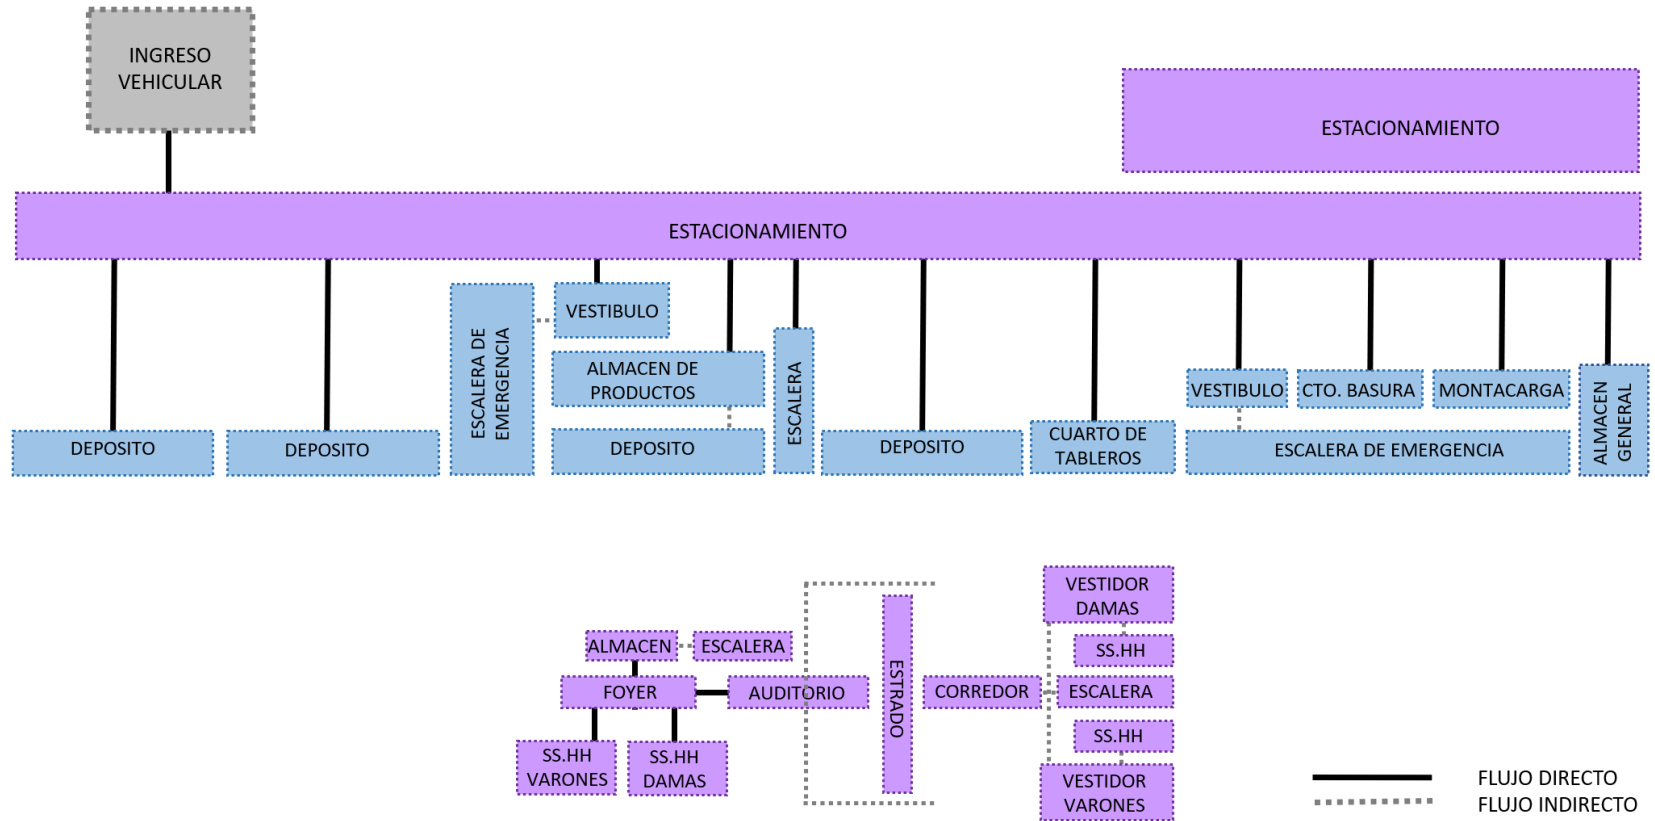 INGRESO
VEHICULAR
ESTACIONAMIENTO
ESTACIONAMIENTO
DEPOSITO
DEPOSITO
ESCALERA DE
EMERGENCIA
VESTIBULO
ALMACEN DE
PRODUCTOS
DEPOSITO
ESCALERA
DEPOSITO
CUARTO DE
TABLEROS
VESTIBULO
CTO. BASURA
MONTACARGA
ESCALERA DE EMERGENCIA
ALMACEN
GENERAL
ALMACEN
ESCALERA
FOYER
AUDITORIO
SS.HH
VARONES
SS.HH
DAMAS
ESTRADO
CORREDOR
VESTIDOR
DAMAS
SS.HH
ESCALERA
SS.HH
VESTIDOR
VARONES
FLUJO DIRECTO
FLUJO INDIRECTO